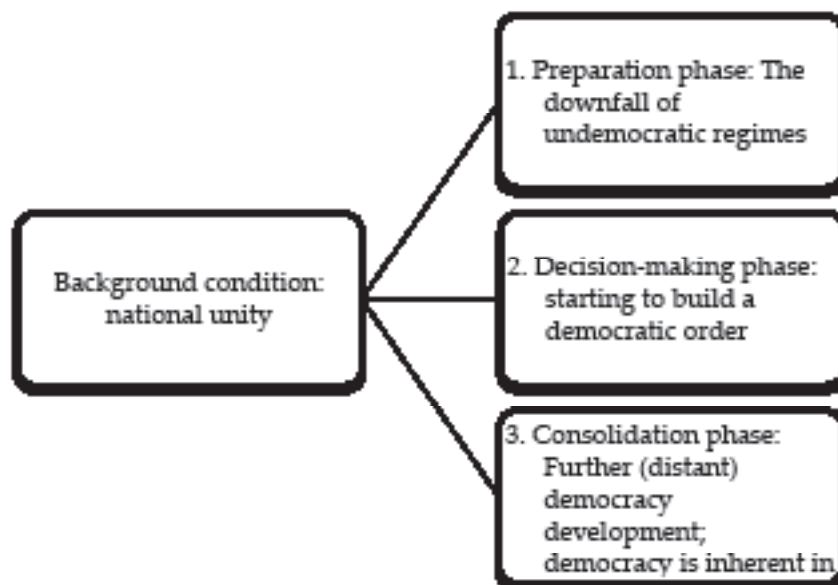 Background condition:
national unity
1. Preparation phase: The
downfall of
undemocratic regimes
2. Decision-making phase:
starting to build a
democratic order
3. Consolidation phase:
Further (distant)
democracy
development;
democracy is inherent in